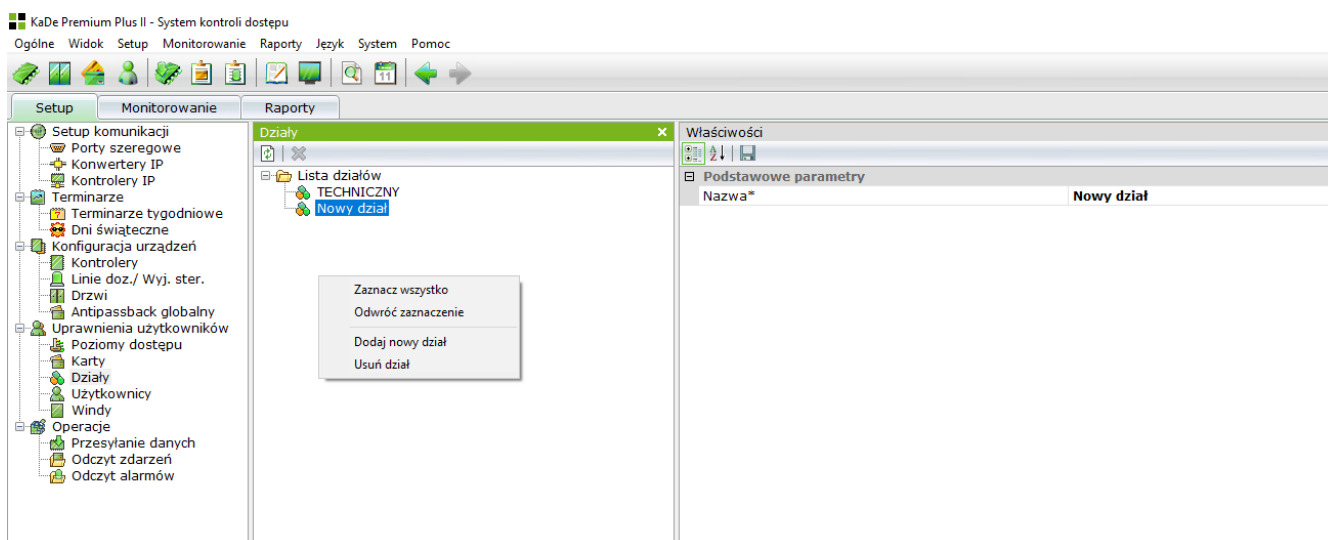 KaDe Premium Plus II - System kontroli dostępu
Ogólne Widok Setup Monitorowanie Raporty Język System Pomoc
11
Setup Monitorowanie Raporty
Setup komunikacji
Porty szeregowe
Konwertery IP
Kontrolery IP
Terminarze
Terminarze tygodniowe
Dni świąteczne
Konfiguracja urządzeń
Kontrolery
Linie doz./ Wyj. ster.
Drzwi
Antipassback globalny
Uprawnienia użytkowników
Poziomy dostępu
Karty
Działy
Użytkownicy
Windy
Operacje
Przesyłanie danych
Odczyt zdarzeń
Odczyt alarmów
Działy
Lista działów
TECHNICZNY
Nowy dział
Zaznacz wszystko
Odwróć zaznaczenie
Dodaj nowy dział
Usuń dział
Właściwości
Podstawowe parametry
Nazwa* Nowy dział